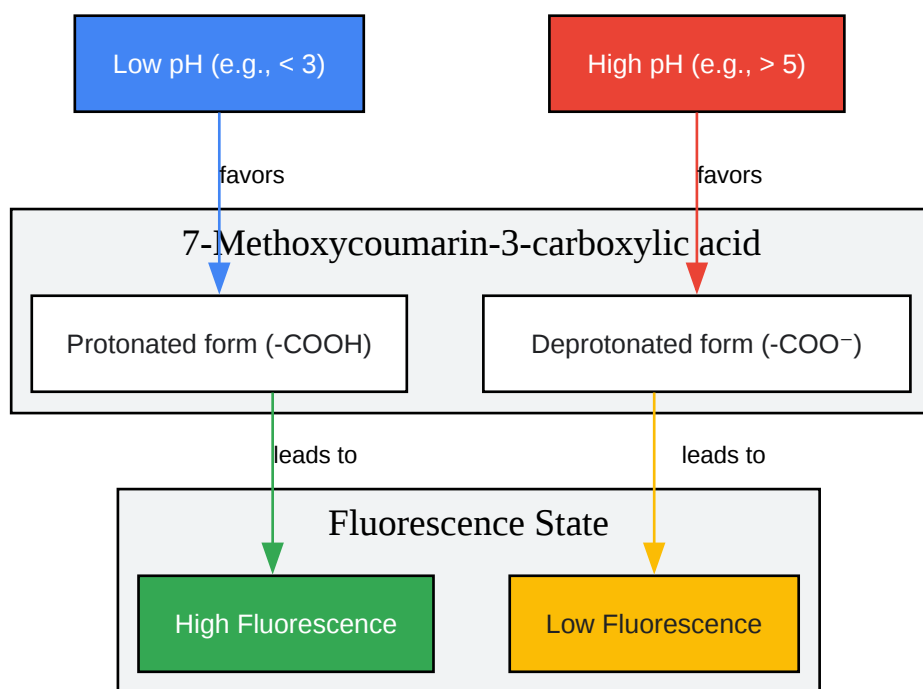 Low pH (e.g., < 3)
High pH (e.g., > 5)
favors
favors
7-Methoxycoumarin-3-carboxylic acid
Protonated form (-COOH)
Deprotonated form (-COO⁻)
leads to
leads to
Fluorescence State
High Fluorescence
Low Fluorescence